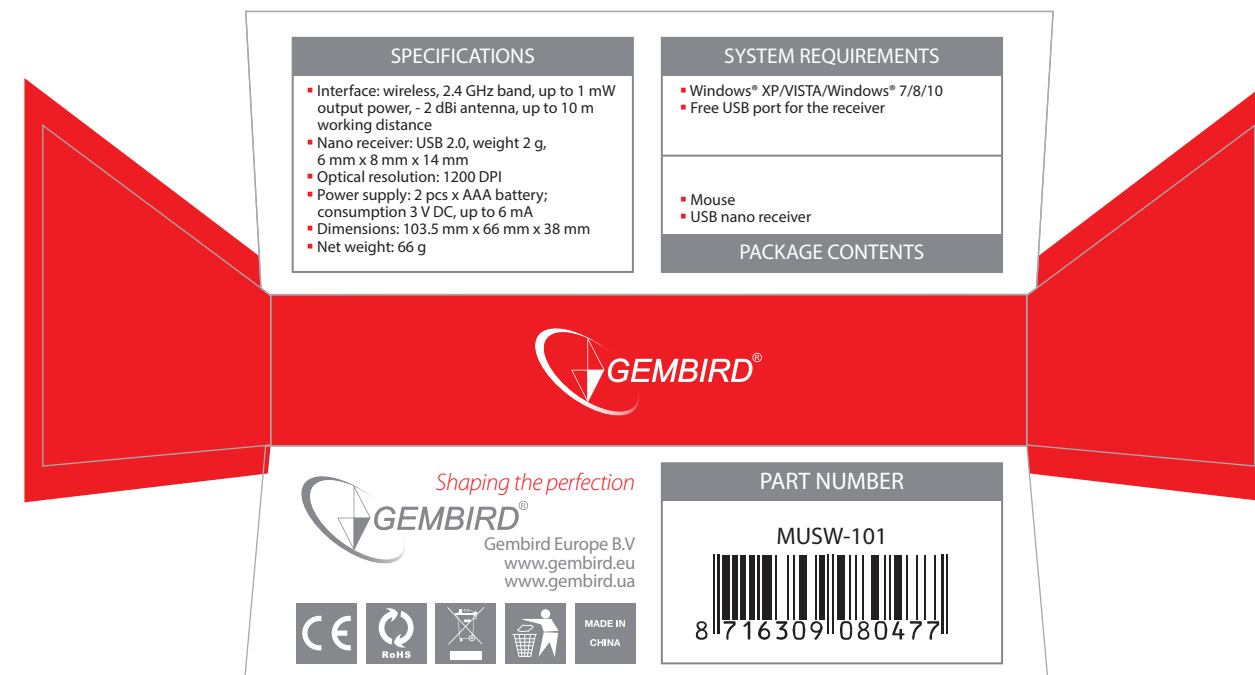 SPECIFICATIONS
▪ Interface: wireless, 2.4 GHz band, up to 1 mW
output power, - 2 dBi antenna, up to 10 m
working distance
▪ Nano receiver: USB 2.0, weight 2 g,
6 mm x 8 mm x 14 mm
▪ Optical resolution: 1200 DPI
▪ Power supply: 2 pcs x AAA battery;
consumption 3 V DC, up to 6 mA
▪ Dimensions: 103.5 mm x 66 mm x 38 mm
▪ Net weight: 66 g
SYSTEM REQUIREMENTS
▪ Windows® XP/VISTA/Windows® 7/8/10
▪ Free USB port for the receiver
▪ Mouse
▪ USB nano receiver
PACKAGE CONTENTS
GEMBIRD®
Shaping the perfection
GEMBIRD®
Gembird Europe B.V
www.gembird.eu
www.gembird.ua
CE
RoHS
MADE IN
CHINA
PART NUMBER
MUSW-101
8 716309 080477